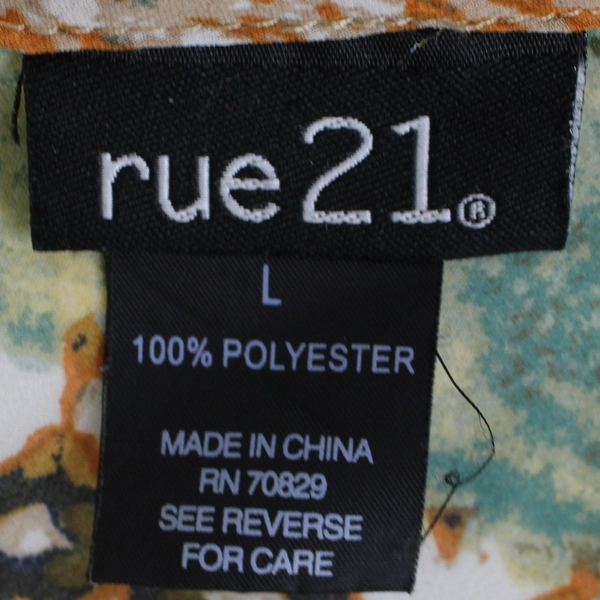 rue21®
L
100% POLYESTER
MADE IN CHINA
RN 70829
SEE REVERSE
FOR CARE